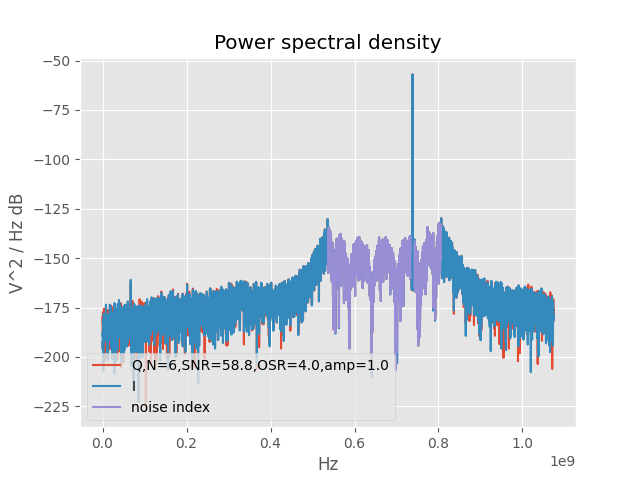 Power spectral density
V^2 / Hz dB
−50
−75
−100
−125
−150
−175
−200
−225
Q,N=6,SNR=58.8,OSR=4.0,amp=1.0
I
noise index
0.0 0.2 0.4 0.6 0.8 1.0
1e9
Hz